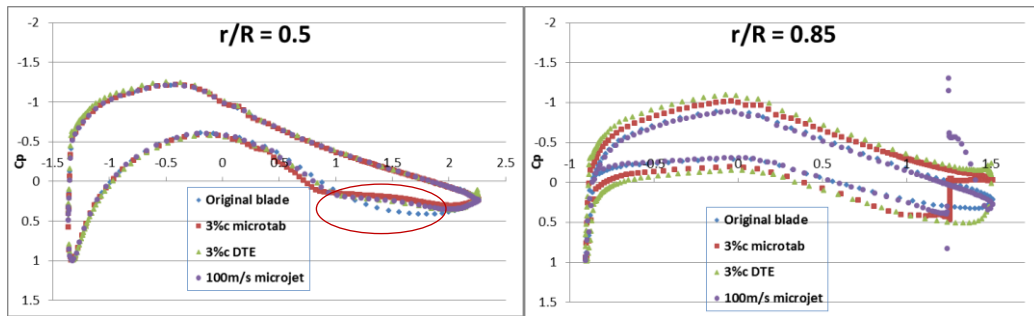 r/R = 0.5
-2
-1.5
-1
-0.5
0
0.5
1
1.5
Cp
-1.5 -1 -0.5 0 0.5 1 1.5 2 2.5
Original blade
3%c microtab
3%c DTE
100m/s microjet
r/R = 0.85
-2
-1.5
-1
-0.5
0
0.5
1
1.5
Cp
-1 -0.5 0 0.5 1 1.5
Original blade
3%c microtab
3%c DTE
100m/s microjet